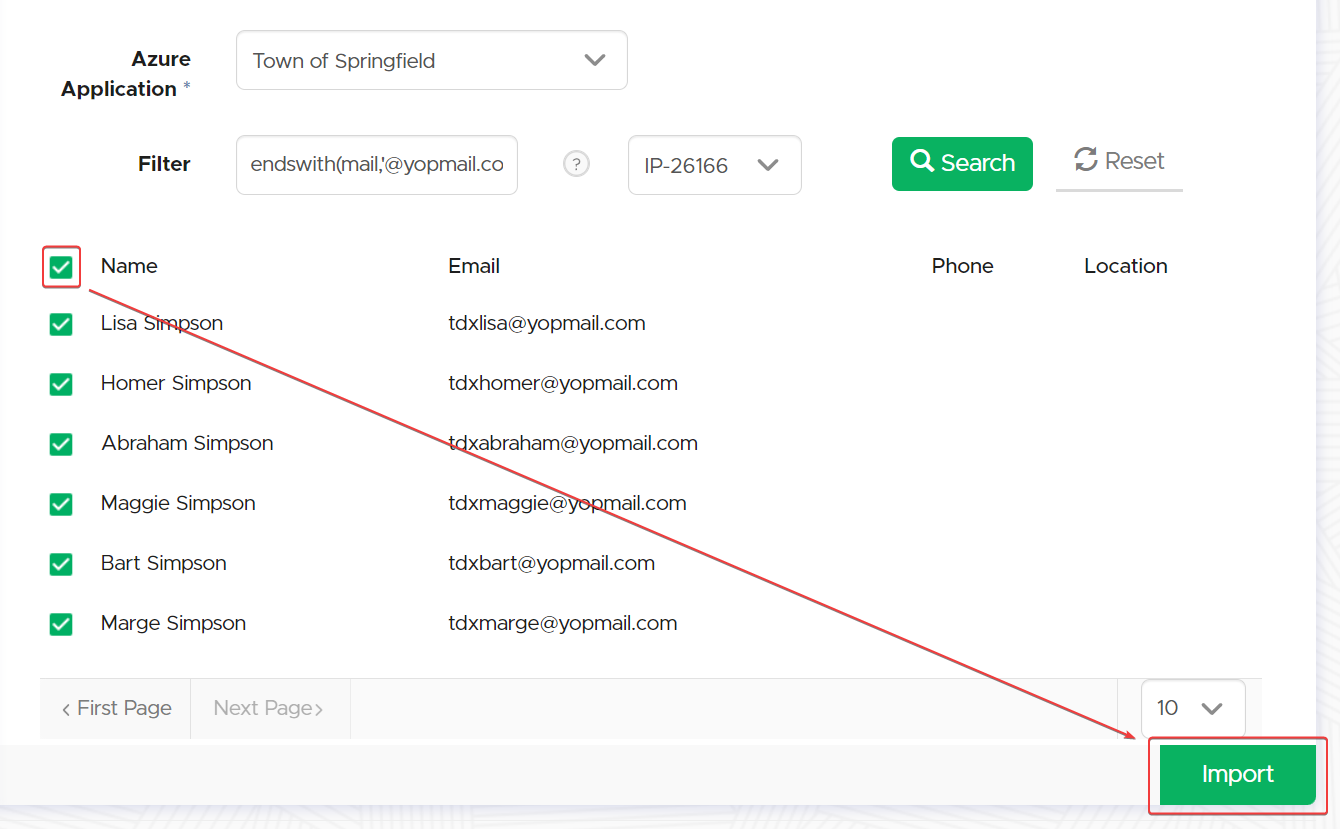 Azure
Application *
Town of Springfield
Filter
endswith(mail,'@yopmail.co
?
IP-26166
Search
Reset
Name Email Phone Location
Lisa Simpson tdxlisa@yopmail.com
Homer Simpson tdxhomer@yopmail.com
Abraham Simpson tdxabraham@yopmail.com
Maggie Simpson tdxmaggie@yopmail.com
Bart Simpson tdxbart@yopmail.com
Marge Simpson tdxmarge@yopmail.com
‹ First Page Next Page › 10
Import